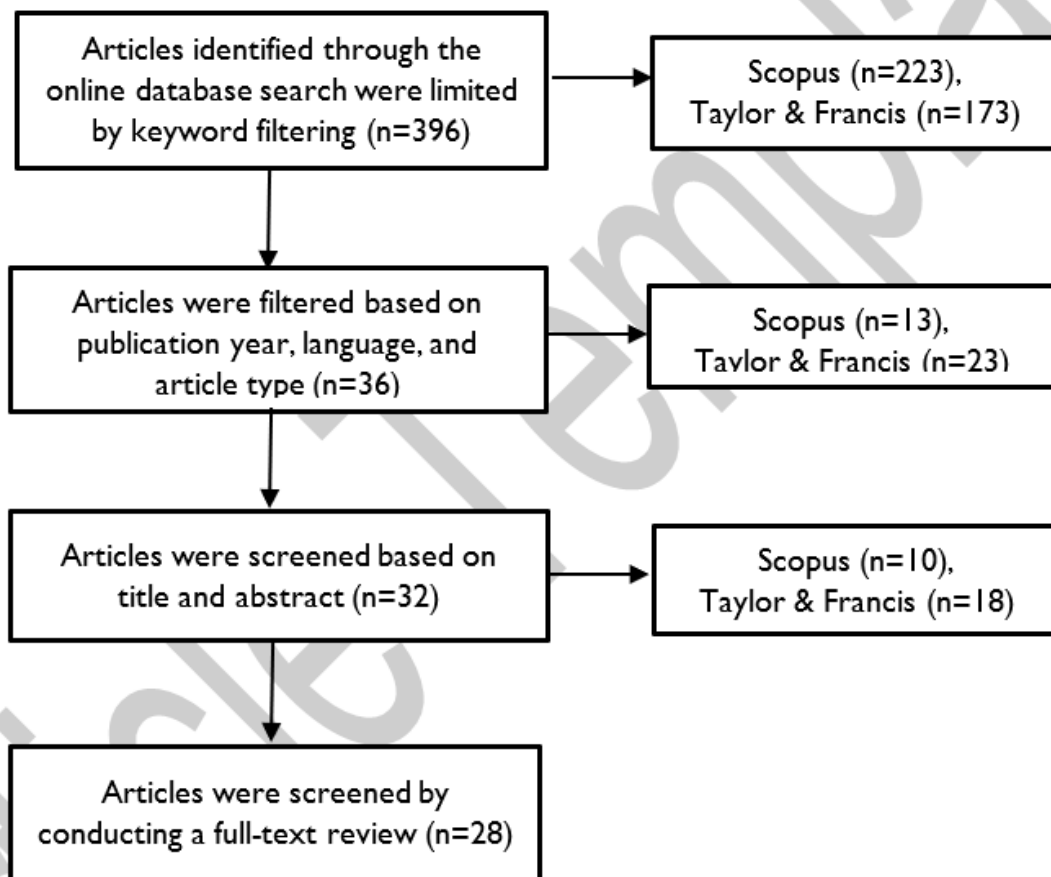 Articles identified through the
online database search were limited
by keyword filtering (n=396)
Scopus (n=223),
Taylor & Francis (n=173)
Articles were filtered based on
publication year, language, and
article type (n=36)
Scopus (n=13),
Taylor & Francis (n=23)
Articles were screened based on
title and abstract (n=32)
Scopus (n=10),
Taylor & Francis (n=18)
Articles were screened by
conducting a full-text review (n=28)